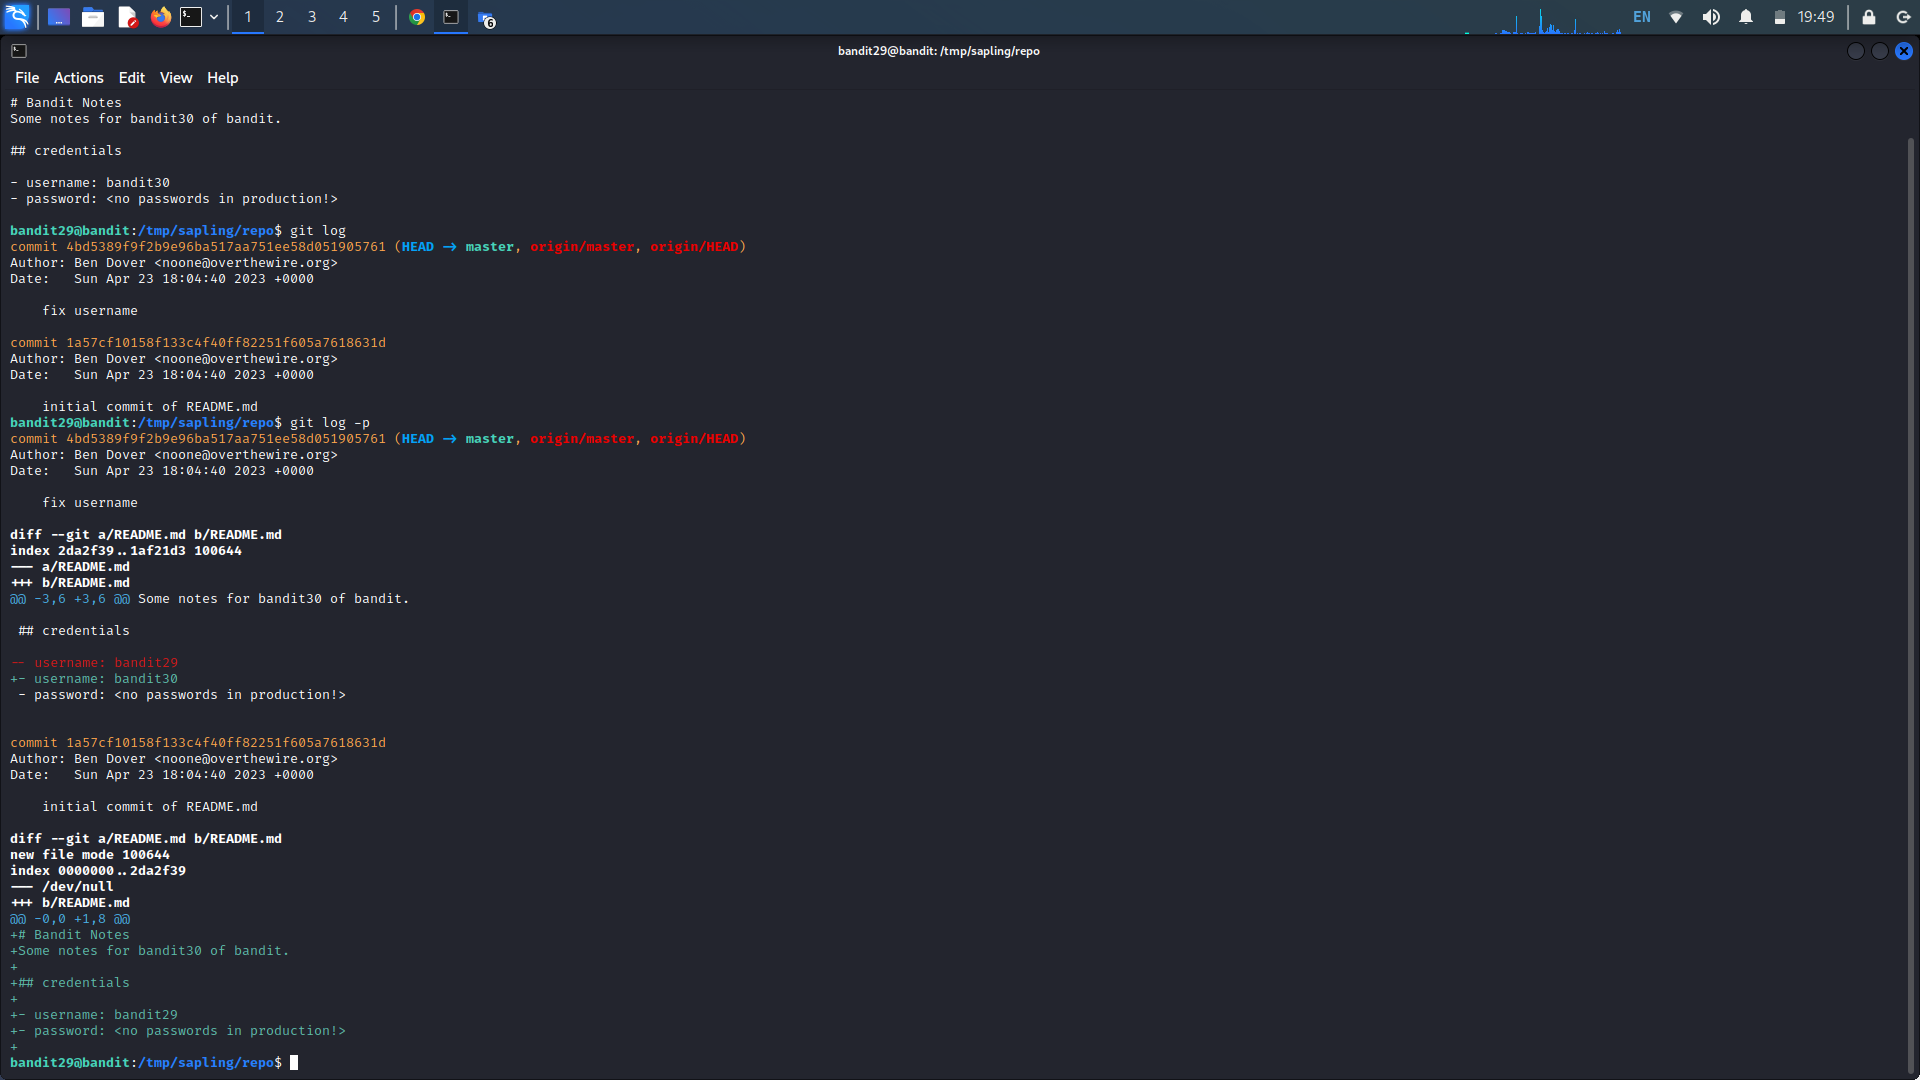 1 2 3 4 5 6 EN 19:49
bandit29@bandit: /tmp/sapling/repo
File Actions Edit View Help
# Bandit Notes
Some notes for bandit30 of bandit.
## credentials
- username: bandit30
- password: <no passwords in production!>
bandit29@bandit:/tmp/sapling/repo$ git log
commit 4bd5389f9f2b9e96ba517aa751ee58d051905761 (HEAD -> master, origin/master, origin/HEAD)
Author: Ben Dover <noone@overthewire.org>
Date:   Sun Apr 23 18:04:40 2023 +0000
    fix username
commit 1a57cf10158f133c4f40ff82251f605a7618631d
Author: Ben Dover <noone@overthewire.org>
Date:   Sun Apr 23 18:04:40 2023 +0000
    initial commit of README.md
bandit29@bandit:/tmp/sapling/repo$ git log -p
commit 4bd5389f9f2b9e96ba517aa751ee58d051905761 (HEAD -> master, origin/master, origin/HEAD)
Author: Ben Dover <noone@overthewire.org>
Date:   Sun Apr 23 18:04:40 2023 +0000
    fix username
diff --git a/README.md b/README.md
index 2da2f39..1af21d3 100644
--- a/README.md
+++ b/README.md
@@ -3,6 +3,6 @@ Some notes for bandit30 of bandit.
 ## credentials
-- username: bandit29
+- username: bandit30
 - password: <no passwords in production!>
commit 1a57cf10158f133c4f40ff82251f605a7618631d
Author: Ben Dover <noone@overthewire.org>
Date:   Sun Apr 23 18:04:40 2023 +0000
    initial commit of README.md
diff --git a/README.md b/README.md
new file mode 100644
index 0000000..2da2f39
--- /dev/null
+++ b/README.md
@@ -0,0 +1,8 @@
+# Bandit Notes
+Some notes for bandit30 of bandit.
+
+## credentials
+
+- username: bandit29
+- password: <no passwords in production!>
+
bandit29@bandit:/tmp/sapling/repo$